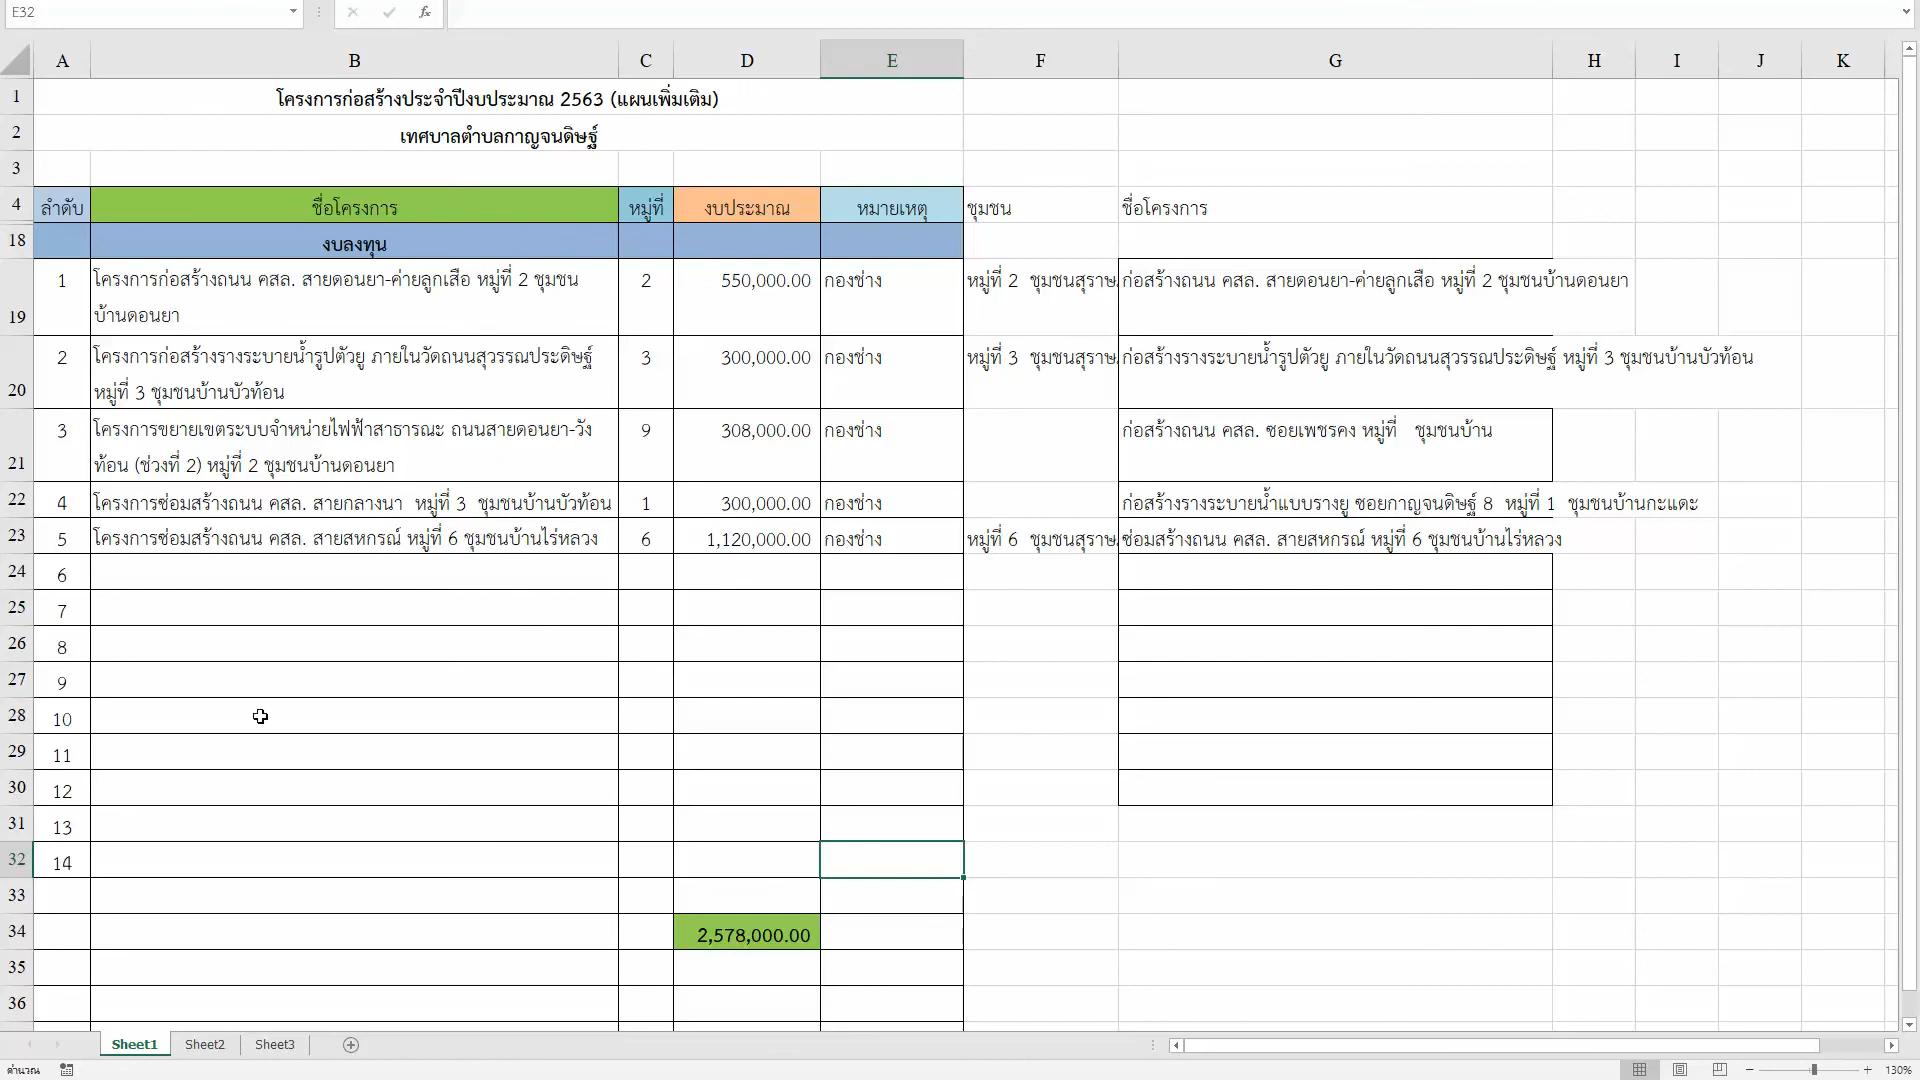 E32
fx
A B C D E F G H I J K
1 โครงการก่อสร้างประจำปีงบประมาณ 2563 (แผนเพิ่มเติม)
2 เทศบาลตำบลกาญจนดิษฐ์
3
4 ลำดับ ชื่อโครงการ หมู่ที่ งบประมาณ หมายเหตุ ชุมชน ชื่อโครงการ
18 งบลงทุน
1 โครงการก่อสร้างถนน คสล. สายดอนยา-ค่ายลูกเสือ หมู่ที่ 2 ชุมชน 2 550,000.00 กองช่าง หมู่ที่ 2 ชุมชนสุราษ ก่อสร้างถนน คสล. สายดอนยา-ค่ายลูกเสือ หมู่ที่ 2 ชุมชนบ้านดอนยา
19 บ้านดอนยา
2 โครงการก่อสร้างรางระบายน้ำรูปตัวยู ภายในวัดถนนสุวรรณประดิษฐ์ 3 300,000.00 กองช่าง หมู่ที่ 3 ชุมชนสุราษ ก่อสร้างรางระบายน้ำรูปตัวยู ภายในวัดถนนสุวรรณประดิษฐ์ หมู่ที่ 3 ชุมชนบ้านบัวท้อน
20 หมู่ที่ 3 ชุมชนบ้านบัวท้อน
3 โครงการขยายเขตระบบจำหน่ายไฟฟ้าสาธารณะ ถนนสายดอนยา-วัง 9 308,000.00 กองช่าง ก่อสร้างถนน คสล. ซอยเพชรคง หมู่ที่ ชุมชนบ้าน
21 ท้อน (ช่วงที่ 2) หมู่ที่ 2 ชุมชนบ้านดอนยา
22 4 โครงการซ่อมสร้างถนน คสล. สายกลางนา หมู่ที่ 3 ชุมชนบ้านบัวท้อน 1 300,000.00 กองช่าง ก่อสร้างรางระบายน้ำแบบรางยู ซอยกาญจนดิษฐ์ 8 หมู่ที่ 1 ชุมชนบ้านกะแดะ
23 5 โครงการซ่อมสร้างถนน คสล. สายสหกรณ์ หมู่ที่ 6 ชุมชนบ้านไร่หลวง 6 1,120,000.00 กองช่าง หมู่ที่ 6 ชุมชนสุราษ ซ่อมสร้างถนน คสล. สายสหกรณ์ หมู่ที่ 6 ชุมชนบ้านไร่หลวง
24 6
25 7
26 8
27 9
28 10
29 11
30 12
31 13
32 14
33
34 2,578,000.00
35
36
Sheet1 Sheet2 Sheet3
คำนวณ 130%